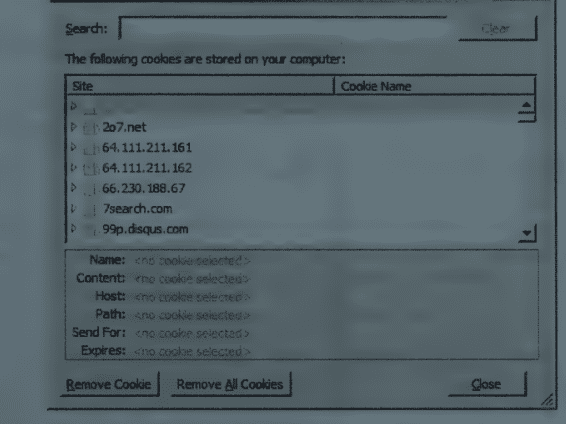 Search: Clear
The following cookies are stored on your computer:
Site Cookie Name
2o7.net
64.111.211.161
64.111.211.162
66.230.188.67
7search.com
99p.disqus.com
Name: <no cookie selected>
Content: <no cookie selected>
Host: <no cookie selected>
Path: <no cookie selected>
Send For: <no cookie selected>
Expires: <no cookie selected>
Remove Cookie Remove All Cookies Close